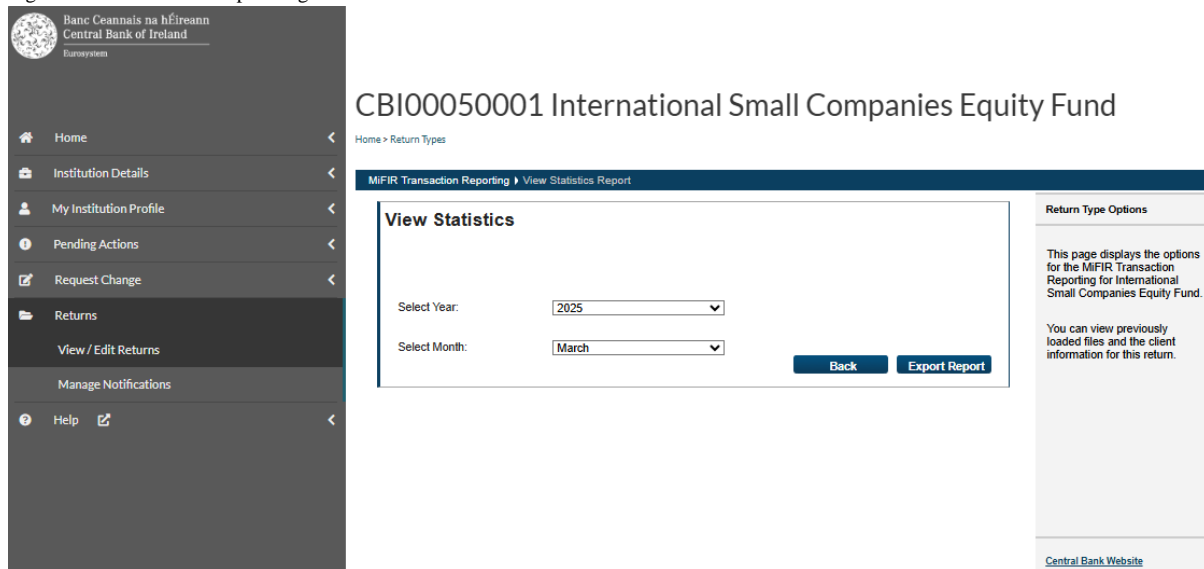 Banc Ceannais na hÉireann
Central Bank of Ireland
Eurosystem
Home
Institution Details
My Institution Profile
Pending Actions
Request Change
Returns
View / Edit Returns
Manage Notifications
Help
CBI00050001 International Small Companies Equity Fund
Home > Return Types
MiFIR Transaction Reporting View Statistics Report
View Statistics
Select Year:
2025
Select Month:
March
Back
Export Report
Return Type Options
This page displays the options
for the MiFIR Transaction
Reporting for International
Small Companies Equity Fund.
You can view previously
loaded files and the client
information for this return.
Central Bank Website